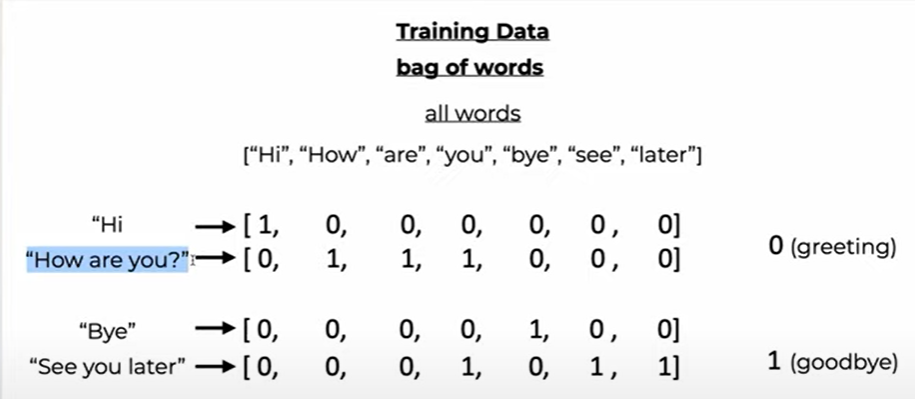 Training Data
bag of words
all words
[“Hi”, “How”, “are”, “you”, “bye”, “see”, “later”]
“Hi → [ 1, 0, 0, 0, 0, 0 , 0]
“How are you?” → [ 0, 1, 1, 1, 0, 0 , 0]
0 (greeting)
“Bye” → [ 0, 0, 0, 0, 1, 0 , 0]
“See you later” → [ 0, 0, 0, 1, 0, 1 , 1]
1 (goodbye)